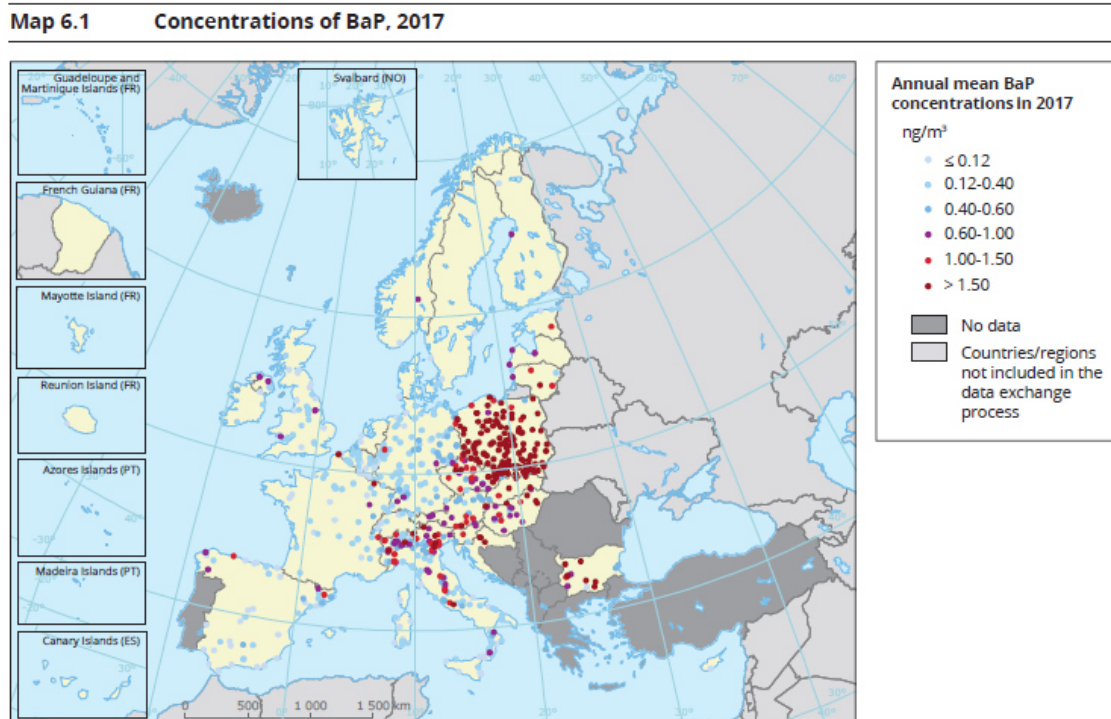 Map 6.1 Concentrations of BaP, 2017
Guadeloupe and
Martinique Islands (FR)
Svalbard (NO)
French Guiana (FR)
Mayotte Island (FR)
Reunion Island (FR)
Azores Islands (PT)
Madeira Islands (PT)
Canary Islands (ES)
0 500 1 000 1 500 km
Annual mean BaP
concentrations in 2017
ng/m³
≤ 0.12
0.12-0.40
0.40-0.60
0.60-1.00
1.00-1.50
> 1.50
No data
Countries/regions
not included in the
data exchange
process